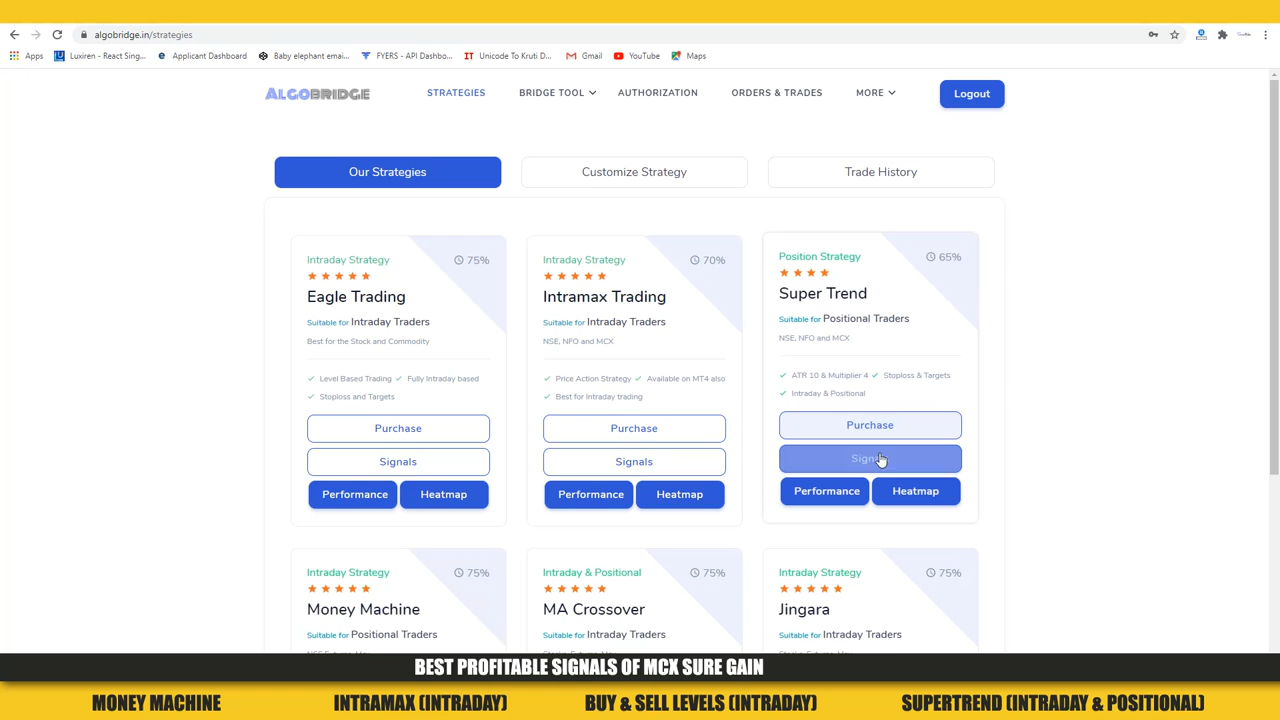 algobridge.in/strategies
Apps
Luxiren - React Sing...
Applicant Dashboard
Baby elephant emai...
FYERS - API Dashbo...
Unicode To Kruti D...
Gmail
YouTube
Maps
ALGOBRIDGE
STRATEGIES
BRIDGE TOOL
AUTHORIZATION
ORDERS & TRADES
MORE
Logout
Our Strategies
Customize Strategy
Trade History
Intraday Strategy
75%
Eagle Trading
Suitable for Intraday Traders
Best for the Stock and Commodity
Level Based Trading
Fully Intraday based
Stoploss and Targets
Purchase
Signals
Performance
Heatmap
Intraday Strategy
70%
Intramax Trading
Suitable for Intraday Traders
NSE, NFO and MCX
Price Action Strategy
Available on MT4 also
Best for Intraday trading
Purchase
Signals
Performance
Heatmap
Position Strategy
65%
Super Trend
Suitable for Positional Traders
NSE, NFO and MCX
ATR 10 & Multiplier 4
Stoploss & Targets
Intraday & Positional
Purchase
Signals
Performance
Heatmap
Intraday Strategy
75%
Money Machine
Suitable for Positional Traders
Intraday & Positional
75%
MA Crossover
Suitable for Intraday Traders
Intraday Strategy
75%
Jingara
Suitable for Intraday Traders
BEST PROFITABLE SIGNALS OF MCX SURE GAIN
MONEY MACHINE
INTRAMAX (INTRADAY)
BUY & SELL LEVELS (INTRADAY)
SUPERTREND (INTRADAY & POSITIONAL)